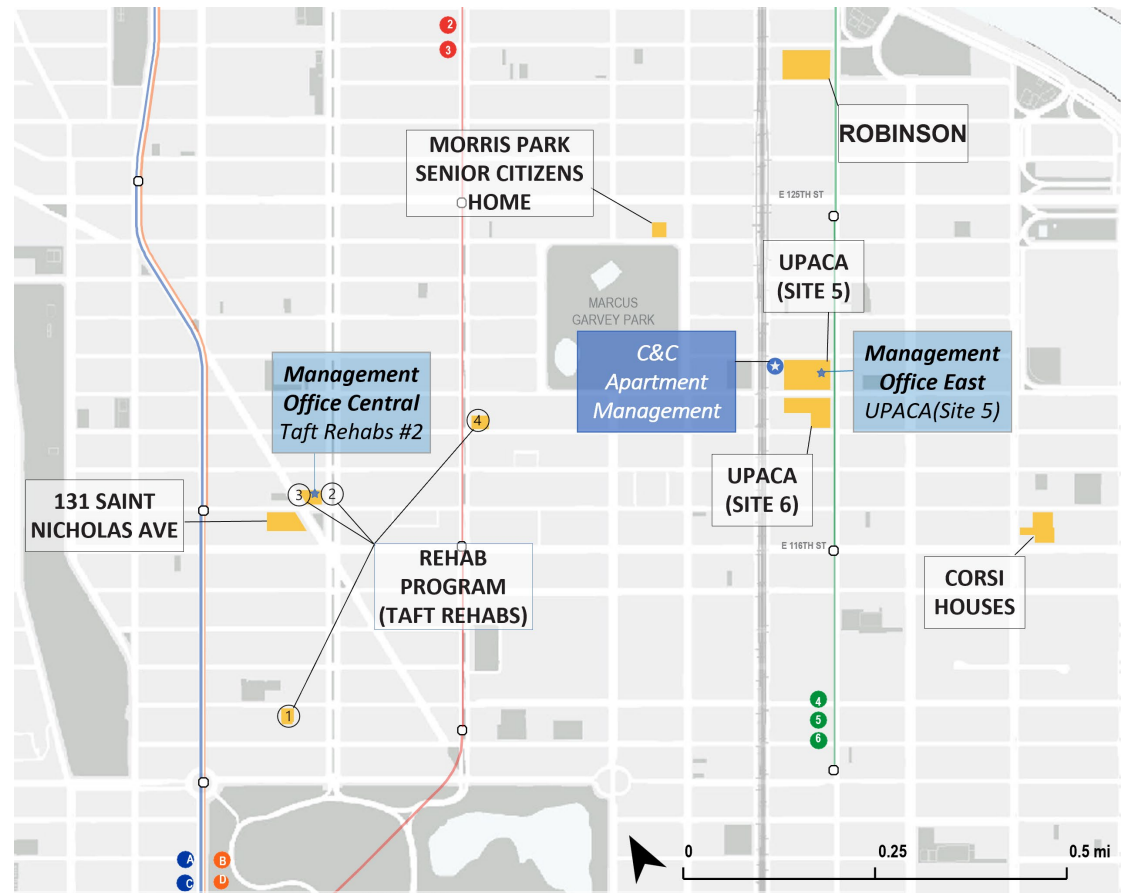 2
3
ROBINSON
MORRIS PARK
SENIOR CITIZENS
HOME
E 125TH ST
UPACA
(SITE 5)
MARCUS
GARVEY PARK
C&C
Apartment
Management
Management
Office East
UPACA(Site 5)
Management
Office Central
Taft Rehabs #2
4
UPACA
(SITE 6)
3
2
131 SAINT
NICHOLAS AVE
E 116TH ST
REHAB
PROGRAM
(TAFT REHABS)
CORSI
HOUSES
1
4
5
6
A
B
C
D
0
0.25
0.5 mi